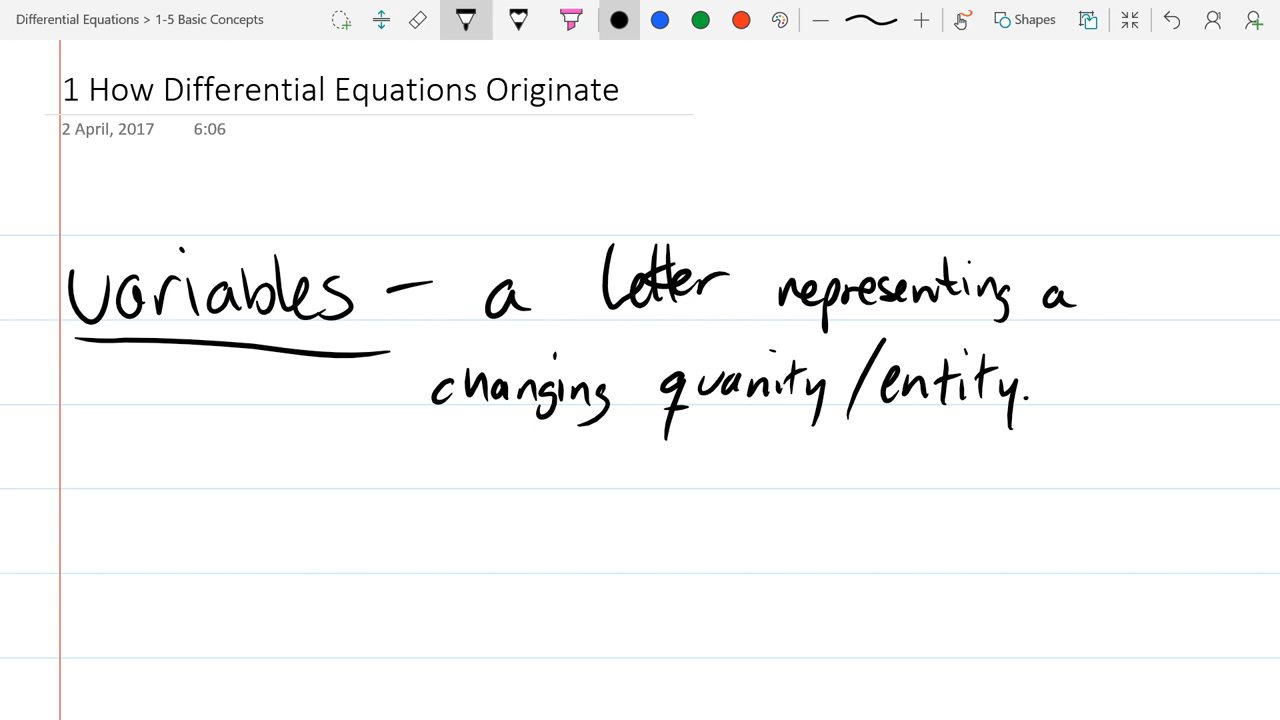 Differential Equations > 1-5 Basic Concepts
Shapes
1 How Differential Equations Originate
2 April, 2017 6:06
variables - a letter representing a
changing quanity/entity.